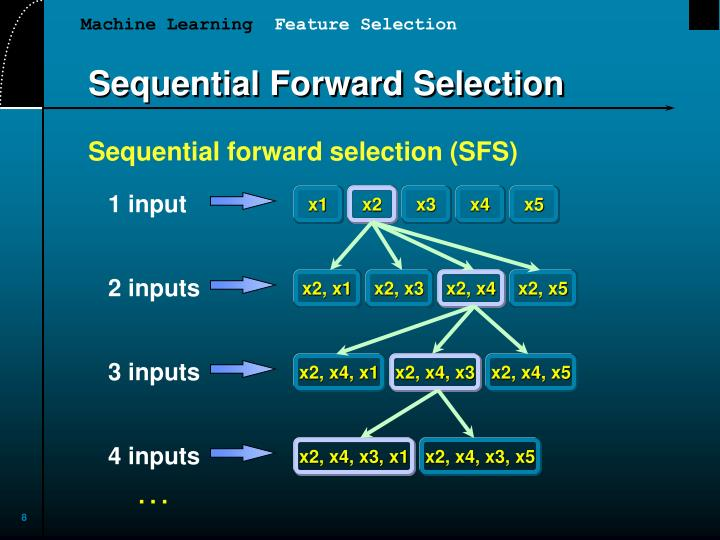 Machine Learning Feature Selection
Sequential Forward Selection
Sequential forward selection (SFS)
1 input x1 x2 x3 x4 x5
2 inputs x2, x1 x2, x3 x2, x4 x2, x5
3 inputs x2, x4, x1 x2, x4, x3 x2, x4, x5
4 inputs x2, x4, x3, x1 x2, x4, x3, x5
. . .
8